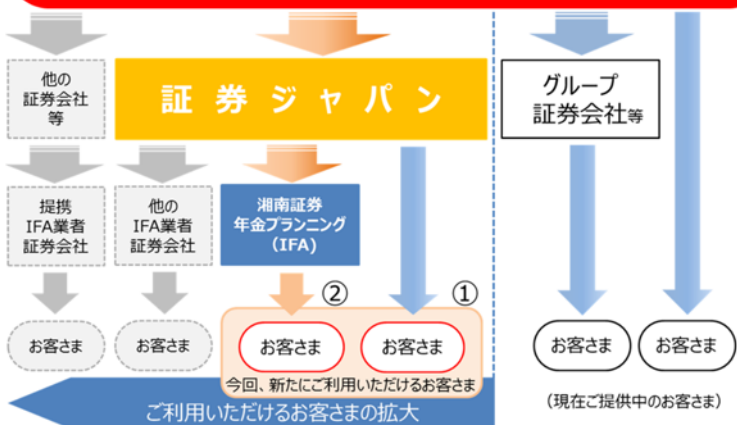 他の
証券会社
等
証券ジャパン
グループ
証券会社等
提携
IFA業者
証券会社
他の
IFA業者
証券会社
湘南証券
年金プランニング
(IFA)
②
①
お客さま
お客さま
お客さま
お客さま
お客さま
お客さま
今回、新たにご利用いただけるお客さま
ご利用いただけるお客さまの拡大
(現在ご提供中のお客さま)